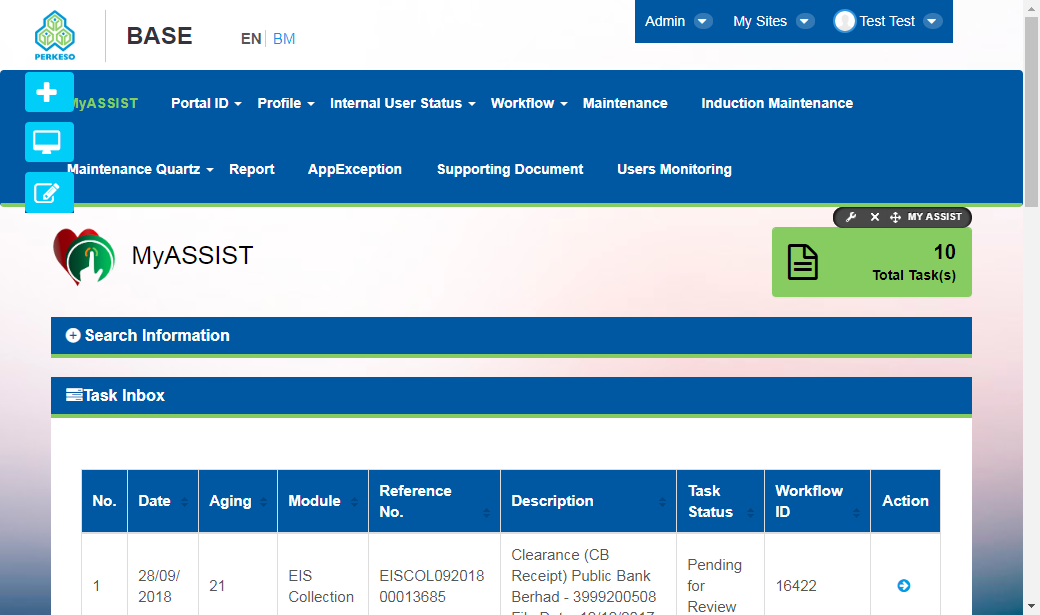 PERKESO
BASE
EN BM
Admin My Sites Test Test
MyASSIST Portal ID Profile Internal User Status Workflow Maintenance Induction Maintenance
Maintenance Quartz Report AppException Supporting Document Users Monitoring
MY ASSIST
MyASSIST
10
Total Task(s)
Search Information
Task Inbox
No. Date Aging Module Reference No. Description Task Status Workflow ID Action
1 28/09/2018 21 EIS Collection EISCOL09201800013685 Clearance (CB Receipt) Public Bank Berhad - 3999200508 Pending for Review 16422